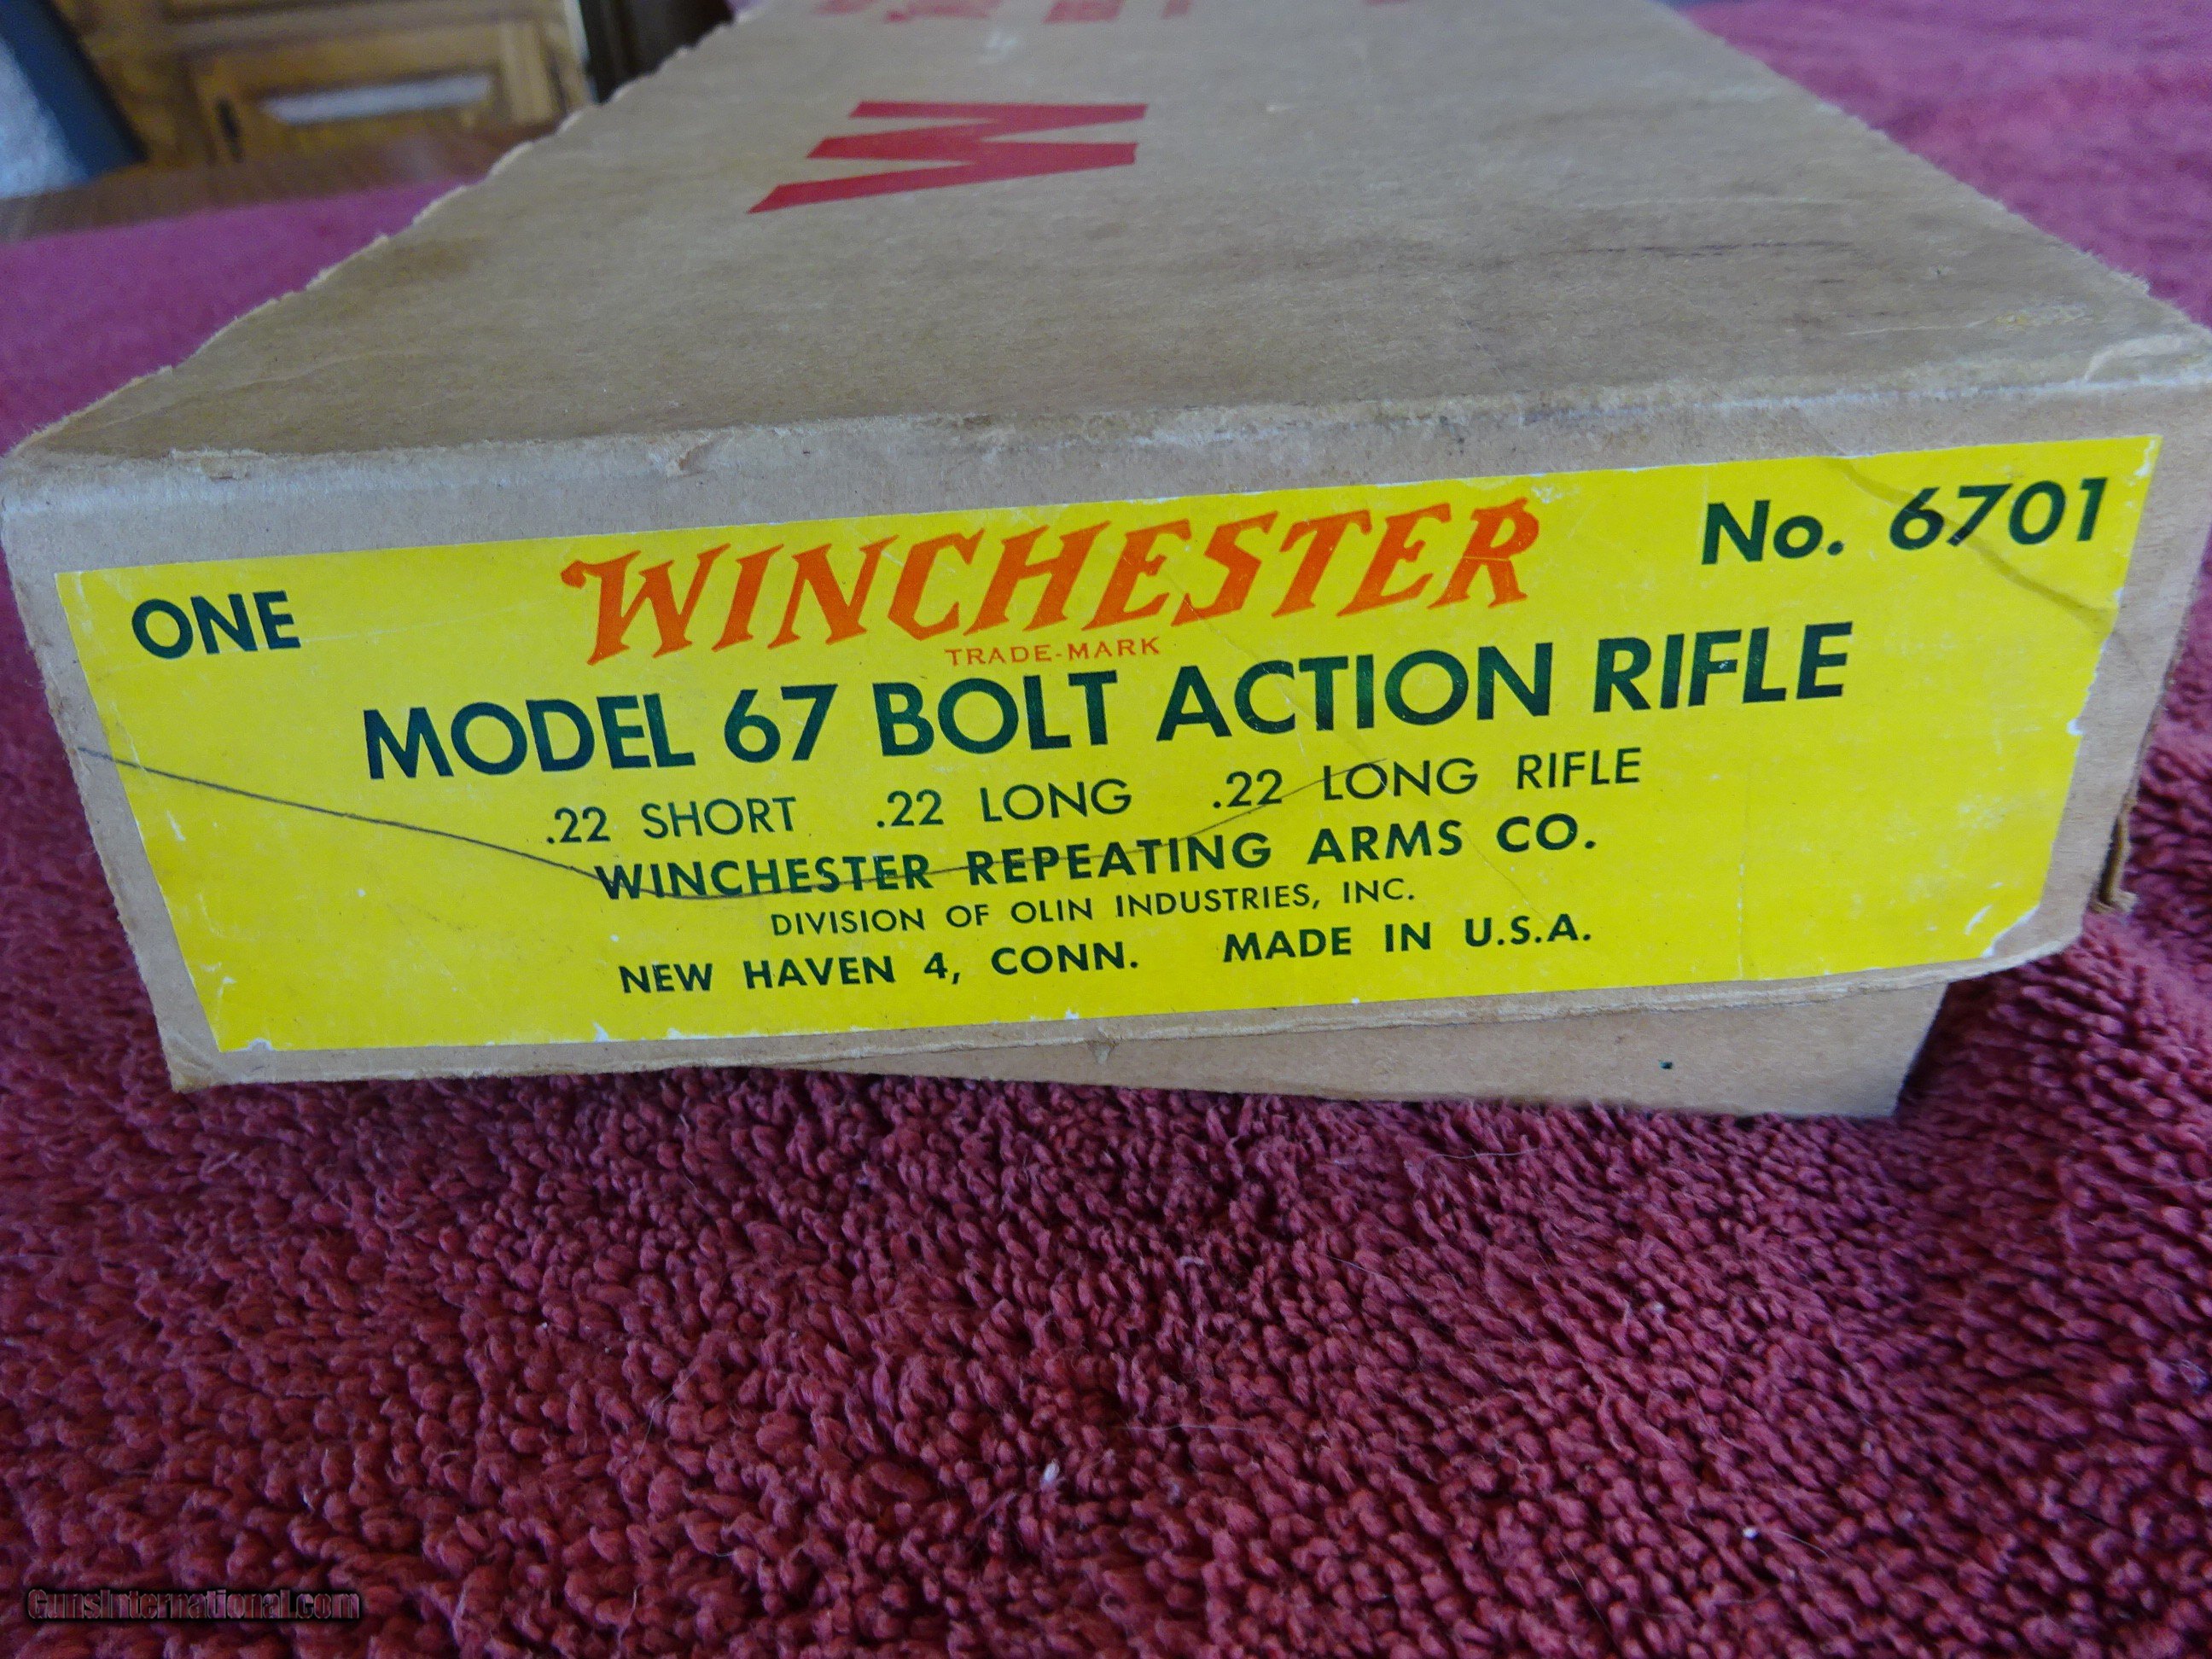 W
ONE WINCHESTER No. 6701
TRADE-MARK
MODEL 67 BOLT ACTION RIFLE
.22 SHORT .22 LONG .22 LONG RIFLE
WINCHESTER REPEATING ARMS CO.
DIVISION OF OLIN INDUSTRIES, INC.
NEW HAVEN 4, CONN. MADE IN U.S.A.
GunsInternational.com